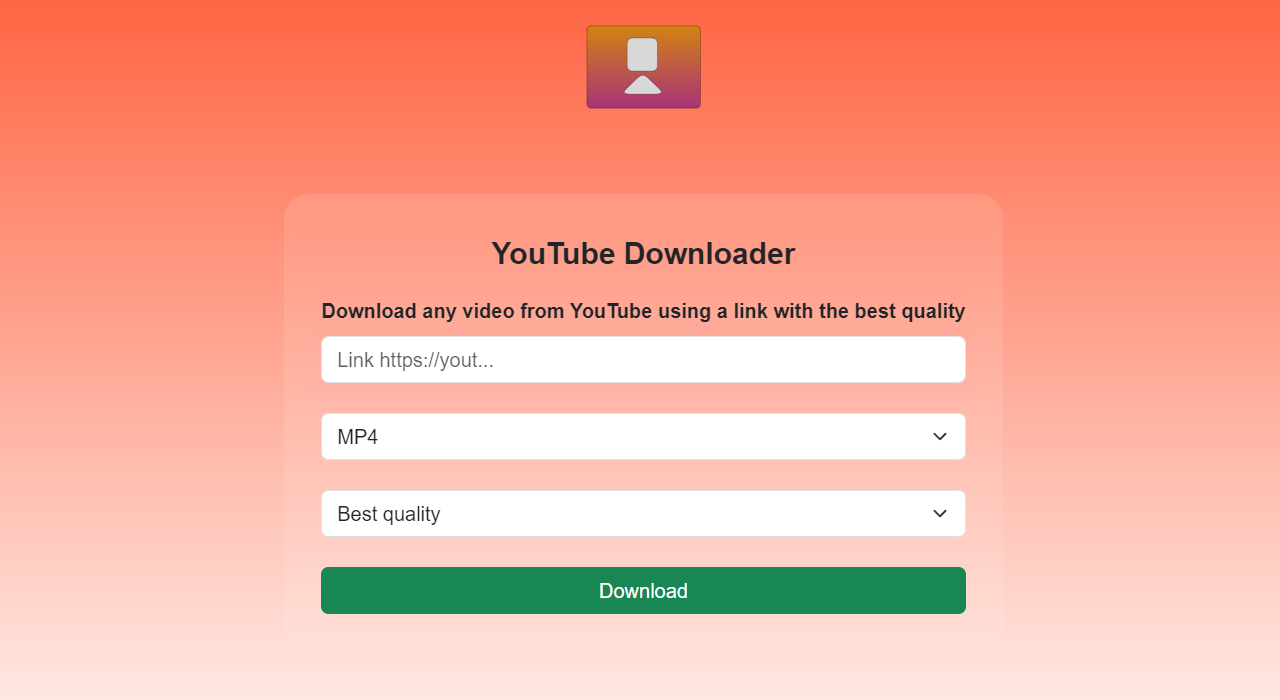 YouTube Downloader
Download any video from YouTube using a link with the best quality
Link https://yout...
MP4
Best quality
Download